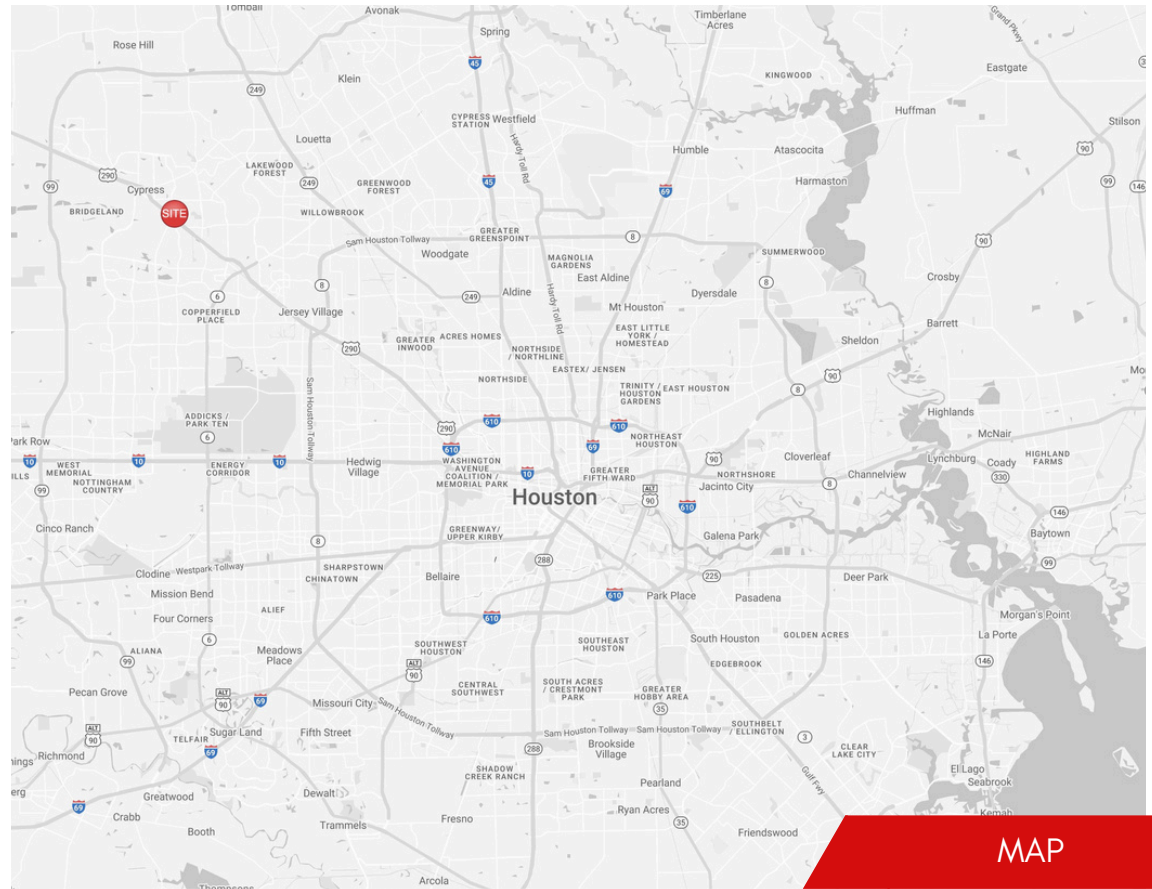 Tomball
Avonak
Timberlane
Acres
Grand Pkwy
Rose Hill
Spring
45
Eastgate
Klein
KINGWOOD
249
Huffman
CYPRESS
STATION
Westfield
Stilson
Louetta
Hardy Toll Rd
Humble
Atascocita
90
LAKEWOOD
FOREST
290
99
Cypress
249
GREENWOOD
FOREST
45
69
Harmaston
99
146
BRIDGELAND
SITE
WILLOWBROOK
GREATER
GREENSPOINT
8
90
Sam Houston Tollway
Woodgate
MAGNOLIA
GARDENS
SUMMERWOOD
East Aldine
Crosby
6
8
249
Aldine
Hardy Toll Rd
Dyersdale
8
COPPERFIELD
PLACE
Jersey Village
Mt Houston
Barrett
290
GREATER
INWOOD
ACRES HOMES
EAST LITTLE
YORK /
HOMESTEAD
Sheldon
NORTHSIDE
/ NORTHLINE
EASTEX/ JENSEN
NORTHSIDE
90
Sam Houston Tollway
TRINITY /
HOUSTON
GARDENS
EAST HOUSTON
8
ADDICKS /
PARK TEN
6
290
610
610
Highlands
Park Row
610
69
NORTHEAST
HOUSTON
McNair
10
WEST
MEMORIAL
10
ENERGY
CORRIDOR
10
Hedwig
Village
WASHINGTON
AVENUE
COALITION /
MEMORIAL PARK
10
GREATER
FIFTH WARD
90
Cloverleaf
Lynchburg
Coady
HIGHLAND
FARMS
ILLS
NOTTINGHAM
COUNTRY
99
NORTHSHORE
Channelview
330
Jacinto City
8
Houston
ALT
90
610
146
Cinco Ranch
GREENWAY/
UPPER KIRBY
Galena Park
Baytown
8
288
99
Clodine
Westpark Tollway
SHARPSTOWN
CHINATOWN
Bellaire
225
Deer Park
Mission Bend
610
Park Place
Pasadena
Four Corners
ALIEF
610
Morgan's Point
6
SOUTHWEST
HOUSTON
SOUTHEAST
HOUSTON
South Houston
GOLDEN ACRES
La Porte
ALIANA
99
Meadows
Place
ALT
90
EDGEBROOK
146
Pecan Grove
ALT
90
69
Missouri City
CENTRAL
SOUTHWEST
SOUTH ACRES
/ CRESTMONT
PARK
GREATER
HOBBY AREA
35
Sam Houston Tollway
ALT
90
TELFAIR
Sugar Land
Fifth Street
Sam Houston Tollway
Sam Houston Tollway
SOUTHBELT
/ ELLINGTON
3
Richmond
69
288
Brookside
Village
CLEAR
LAKE CITY
SHADOW
CREEK RANCH
Gulf Fwy
El Lago
Seabrook
Pearland
69
Greatwood
Dewalt
Crabb
Fresno
Ryan Acres
35
Kemah
Booth
Trammels
Friendswood
Thompsons
Arcola
MAP